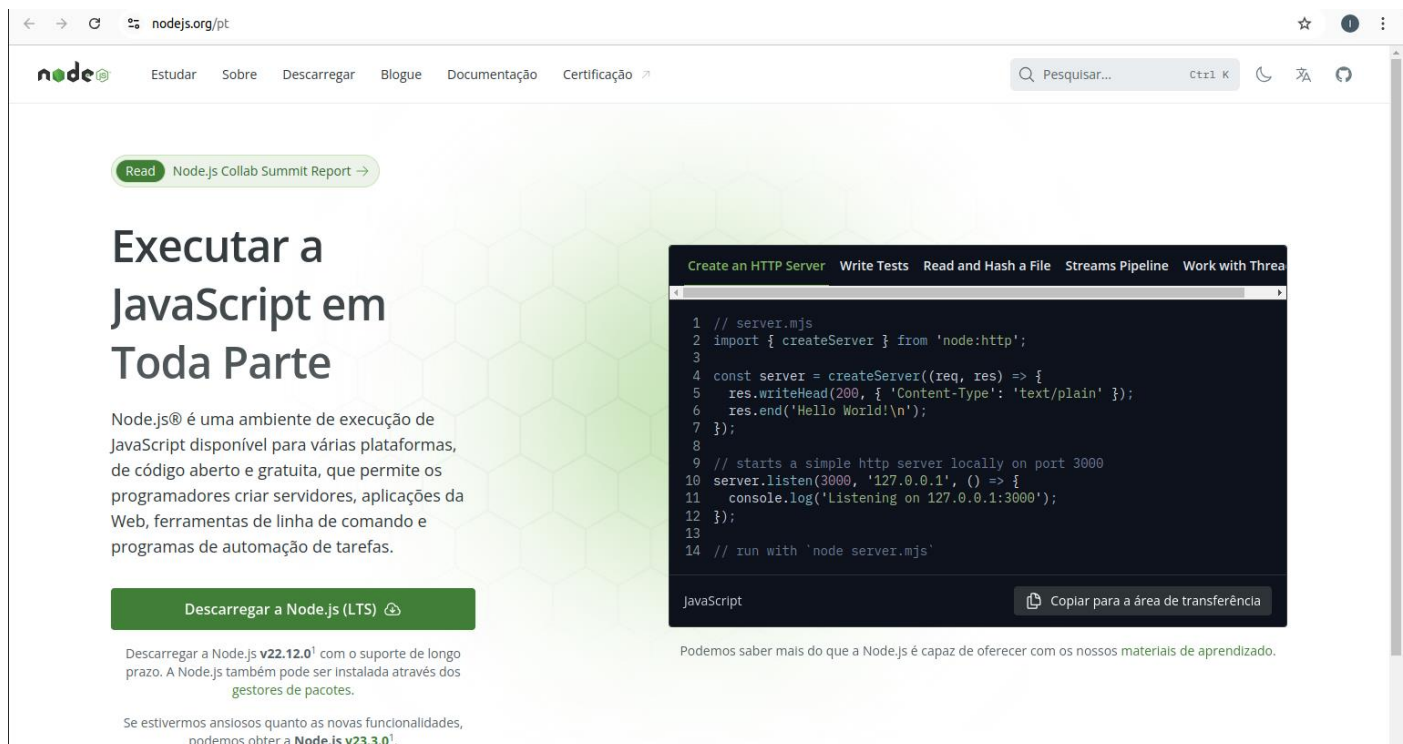 nodejs.org/pt
node JS
Estudar Sobre Descarregar Blogue Documentação Certificação
Pesquisar... Ctrl K
Read Node.js Collab Summit Report →
Executar a
JavaScript em
Toda Parte
Node.js® é uma ambiente de execução de
JavaScript disponível para várias plataformas,
de código aberto e gratuita, que permite os
programadores criar servidores, aplicações da
Web, ferramentas de linha de comando e
programas de automação de tarefas.
Descarregar a Node.js (LTS)
Descarregar a Node.js v22.12.0¹ com o suporte de longo
prazo. A Node.js também pode ser instalada através dos
gestores de pacotes.
Se estivermos ansiosos quanto as novas funcionalidades,
podemos obter a Node.js v23.3.0¹.
Create an HTTP Server Write Tests Read and Hash a File Streams Pipeline Work with Threa
1 // server.mjs
2 import { createServer } from 'node:http';
3
4 const server = createServer((req, res) => {
5 res.writeHead(200, { 'Content-Type': 'text/plain' });
6 res.end('Hello World!\n');
7 });
8
9 // starts a simple http server locally on port 3000
10 server.listen(3000, '127.0.0.1', () => {
11 console.log('Listening on 127.0.0.1:3000');
12 });
13
14 // run with `node server.mjs`
JavaScript Copiar para a área de transferência
Podemos saber mais do que a Node.js é capaz de oferecer com os nossos materiais de aprendizado.